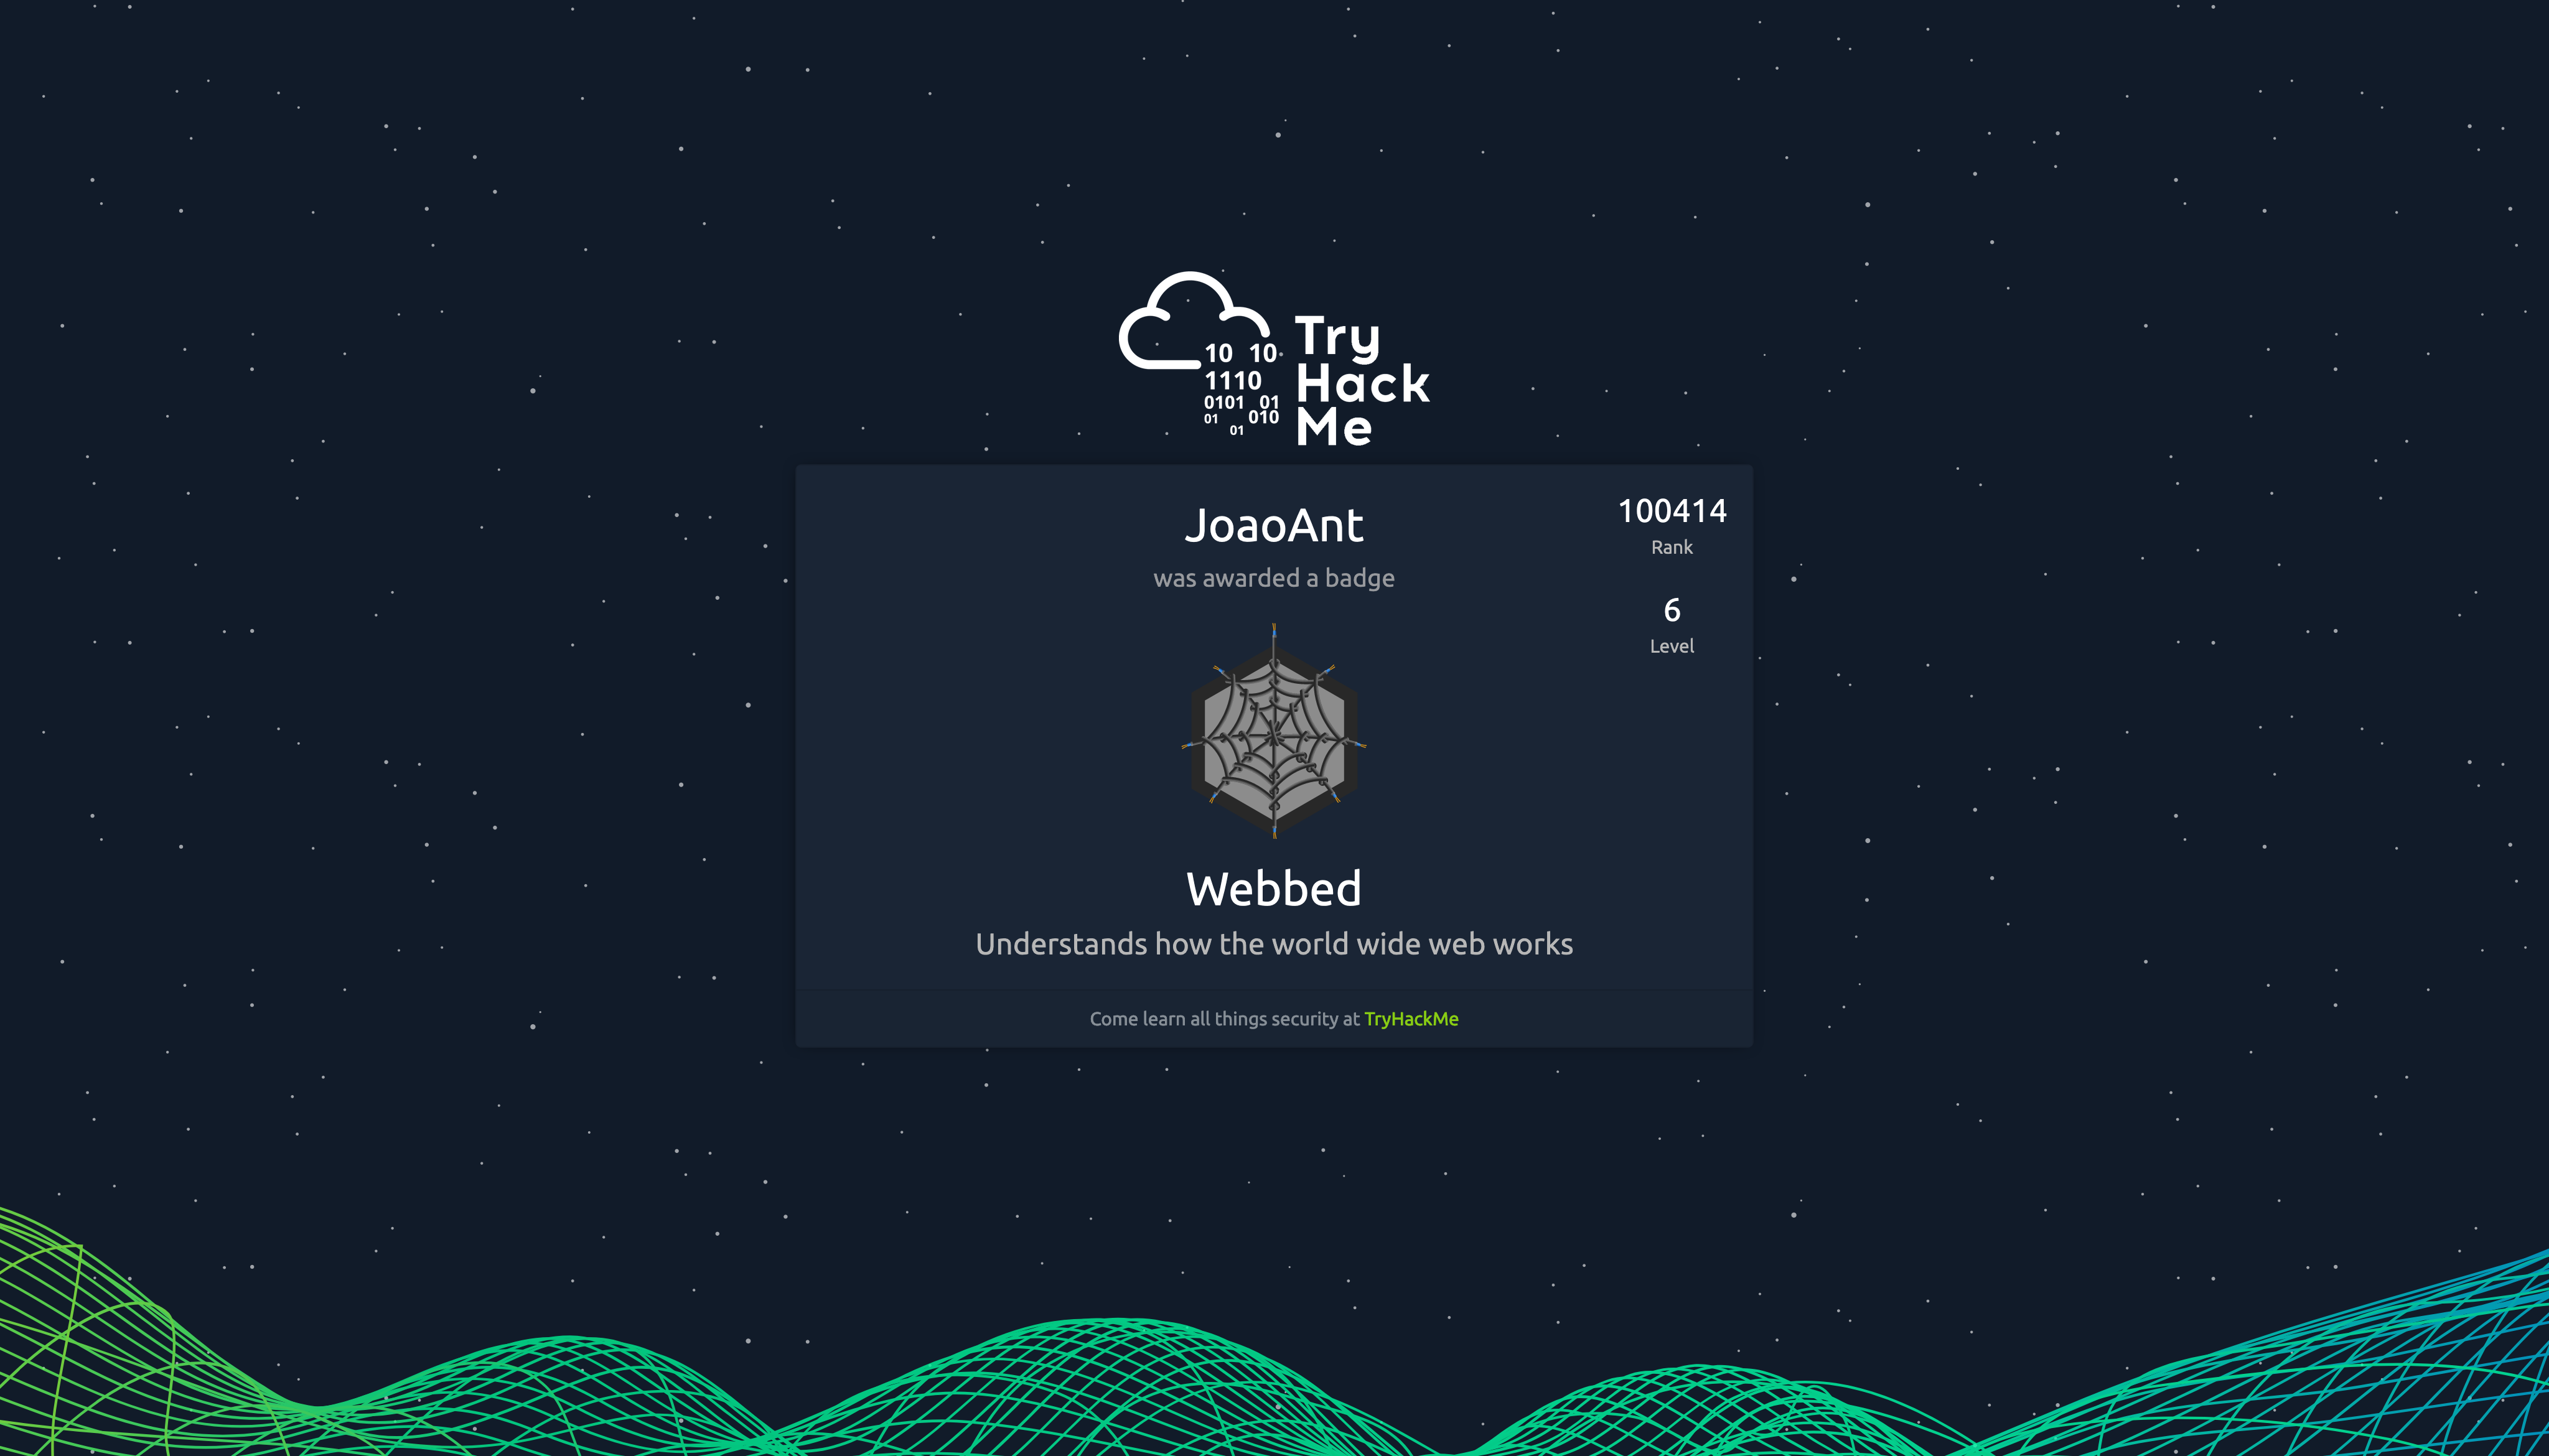 10 10
1110
0101 01
01 010
01
Try
Hack
Me
JoaoAnt
was awarded a badge
100414
Rank
6
Level
Webbed
Understands how the world wide web works
Come learn all things security at TryHackMe